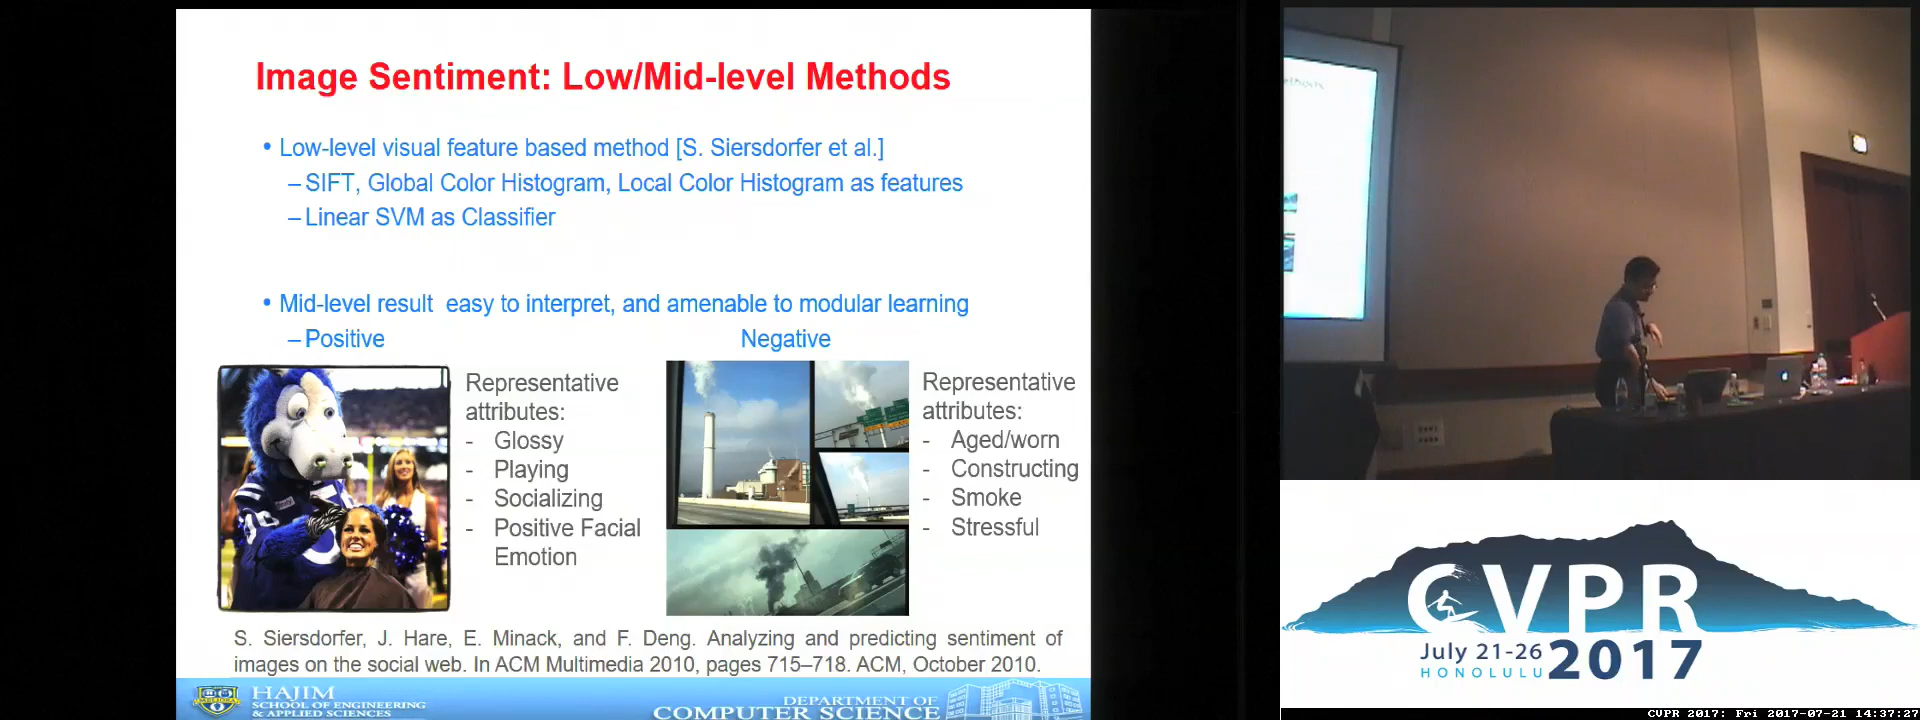 Image Sentiment: Low/Mid-level Methods
• Low-level visual feature based method [S. Siersdorfer et al.]
– SIFT, Global Color Histogram, Local Color Histogram as features
– Linear SVM as Classifier
• Mid-level result easy to interpret, and amenable to modular learning
– Positive Negative
Representative
attributes:
- Glossy
- Playing
- Socializing
- Positive Facial
Emotion
Representative
attributes:
- Aged/worn
- Constructing
- Smoke
- Stressful
S. Siersdorfer, J. Hare, E. Minack, and F. Deng. Analyzing and predicting sentiment of
images on the social web. In ACM Multimedia 2010, pages 715–718. ACM, October 2010.
HAJIM
SCHOOL OF ENGINEERING
& APPLIED SCIENCES
DEPARTMENT OF
COMPUTER SCIENCE
CVPR
July 21-26
HONOLULU
2017
CVPR 2017: Fri 2017-07-21 14:37:27